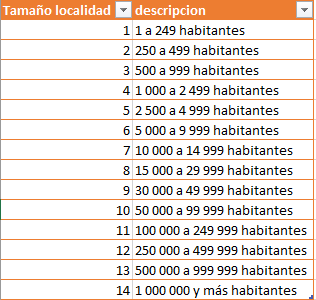 Tamaño localidad descripcion
1 1 a 249 habitantes
2 250 a 499 habitantes
3 500 a 999 habitantes
4 1 000 a 2 499 habitantes
5 2 500 a 4 999 habitantes
6 5 000 a 9 999 habitantes
7 10 000 a 14 999 habitantes
8 15 000 a 29 999 habitantes
9 30 000 a 49 999 habitantes
10 50 000 a 99 999 habitantes
11 100 000 a 249 999 habitantes
12 250 000 a 499 999 habitantes
13 500 000 a 999 999 habitantes
14 1 000 000 y más habitantes